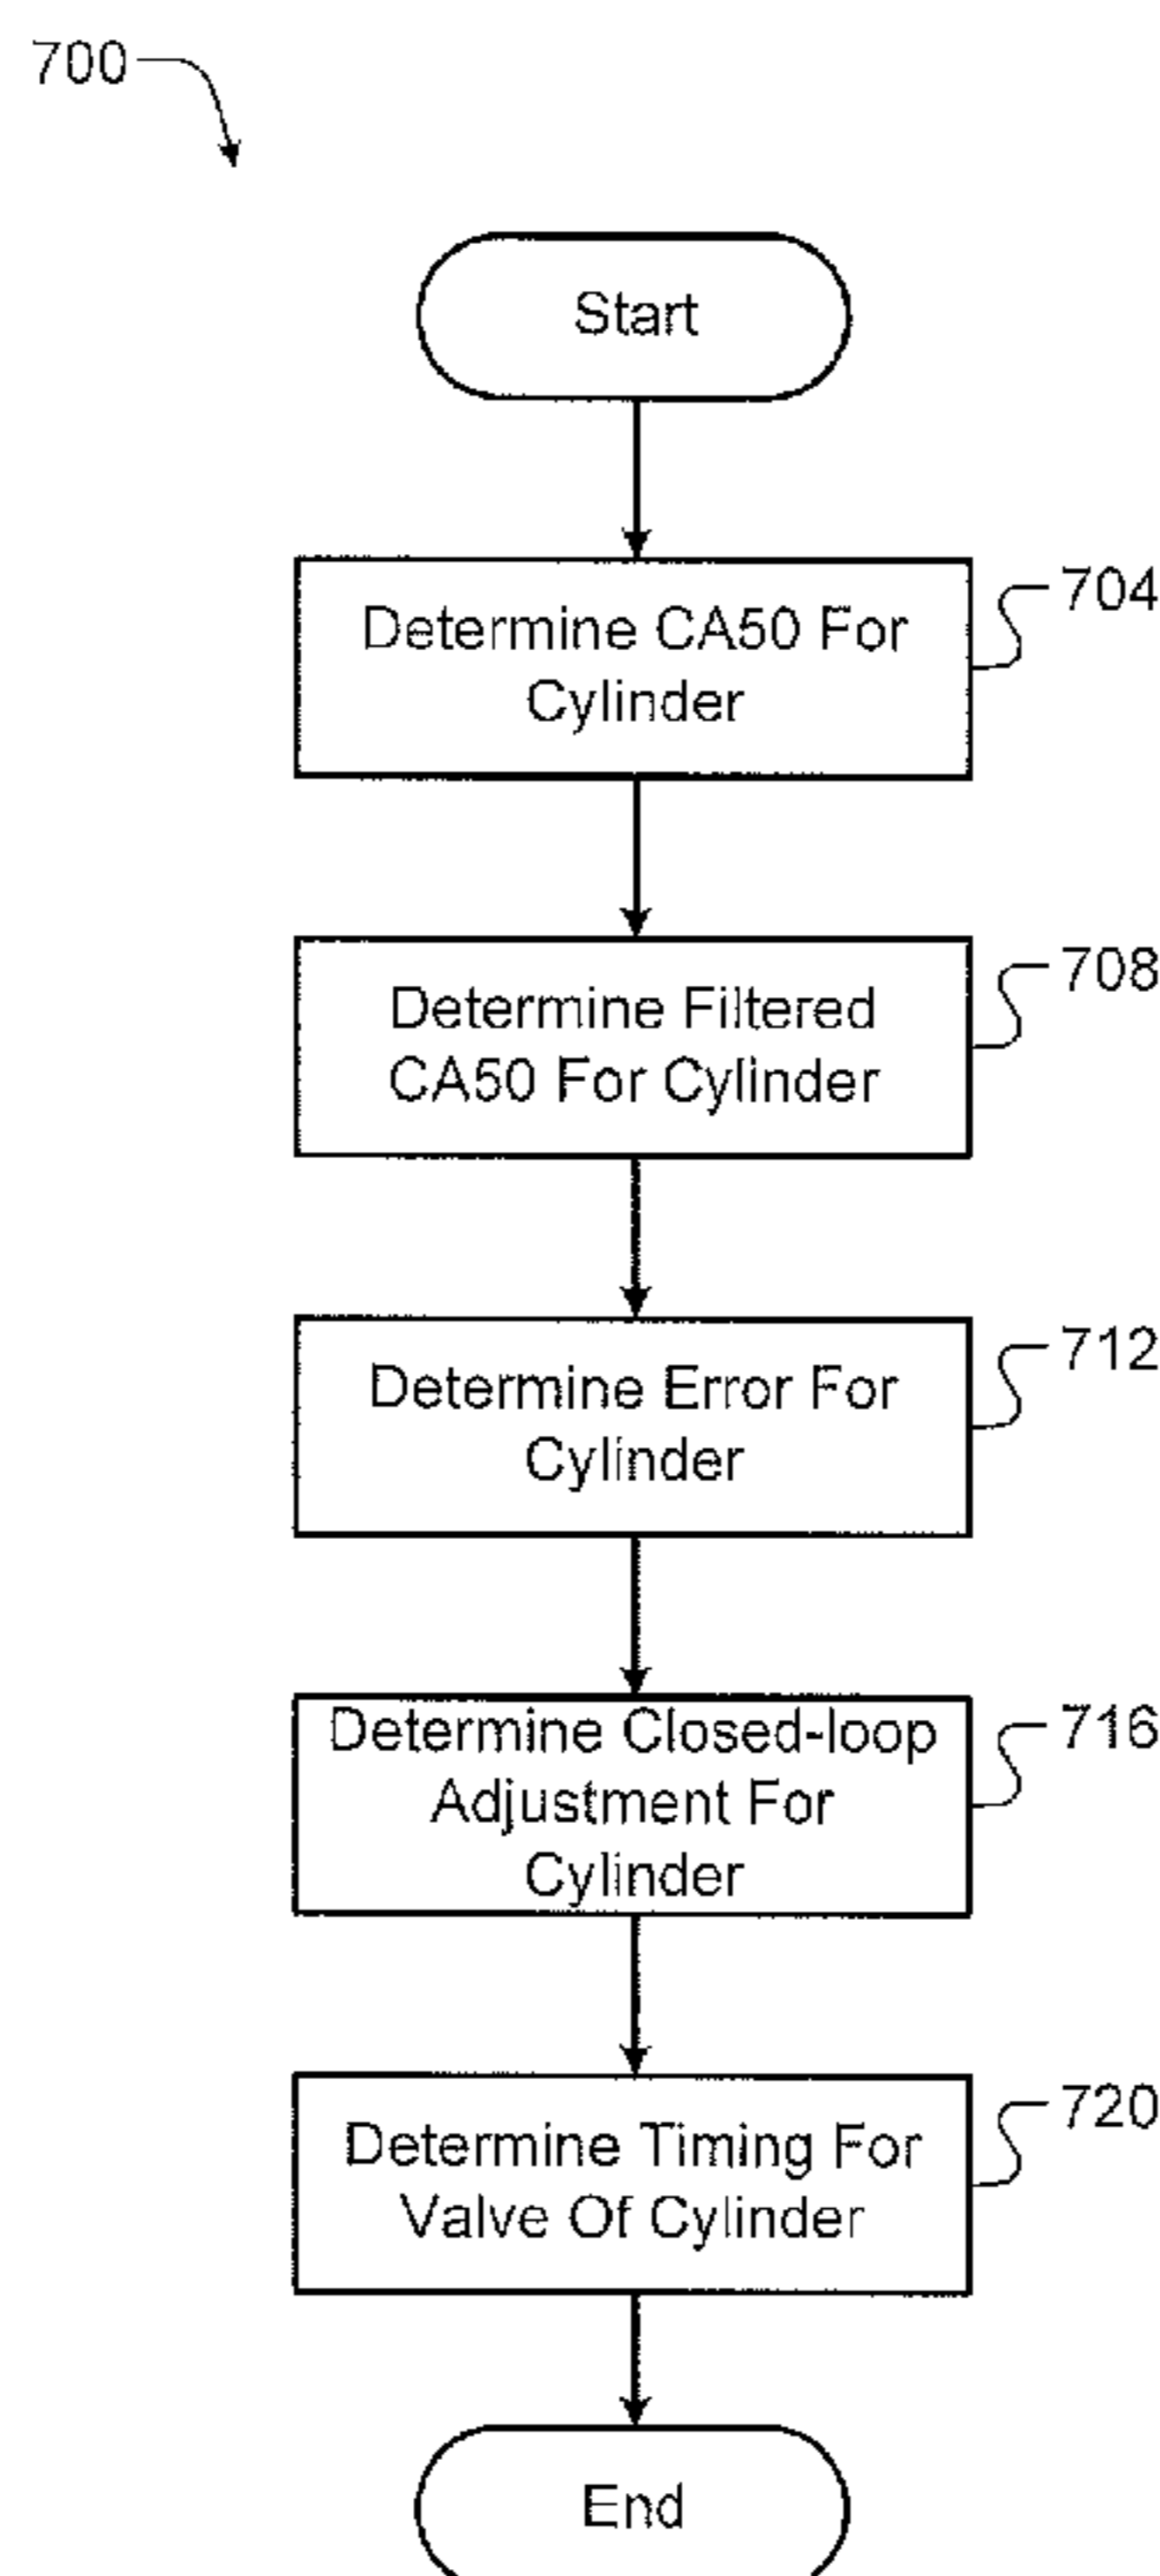 700
Start
Determine CA50 For
Cylinder
704
Determine Filtered
CA50 For Cylinder
708
Determine Error For
Cylinder
712
Determine Closed-loop
Adjustment For
Cylinder
716
Determine Timing For
Valve Of Cylinder
720
End